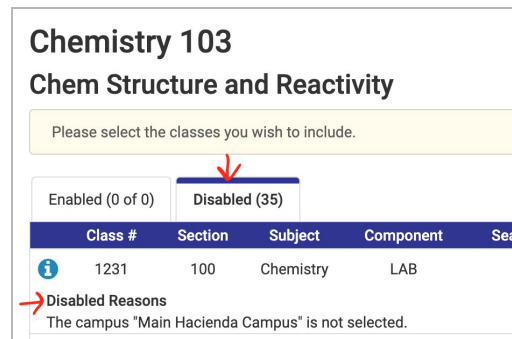 Chemistry 103
Chem Structure and Reactivity
Please select the classes you wish to include.
Enabled (0 of 0) Disabled (35)
Class # Section Subject Component
1231 100 Chemistry LAB
Disabled Reasons
The campus "Main Hacienda Campus" is not selected.